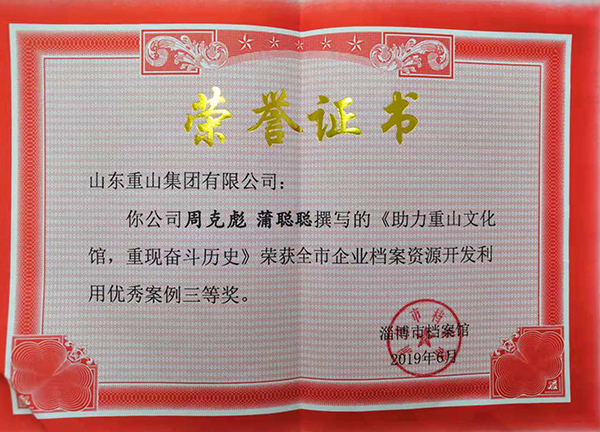 荣誉证书
山东重山集团有限公司：
你公司周克彪 蒲聪聪撰写的《助力重山文化
馆，重现奋斗历史》荣获全市企业档案资源开发利
用优秀案例三等奖。
淄博市档案馆
2019年6月